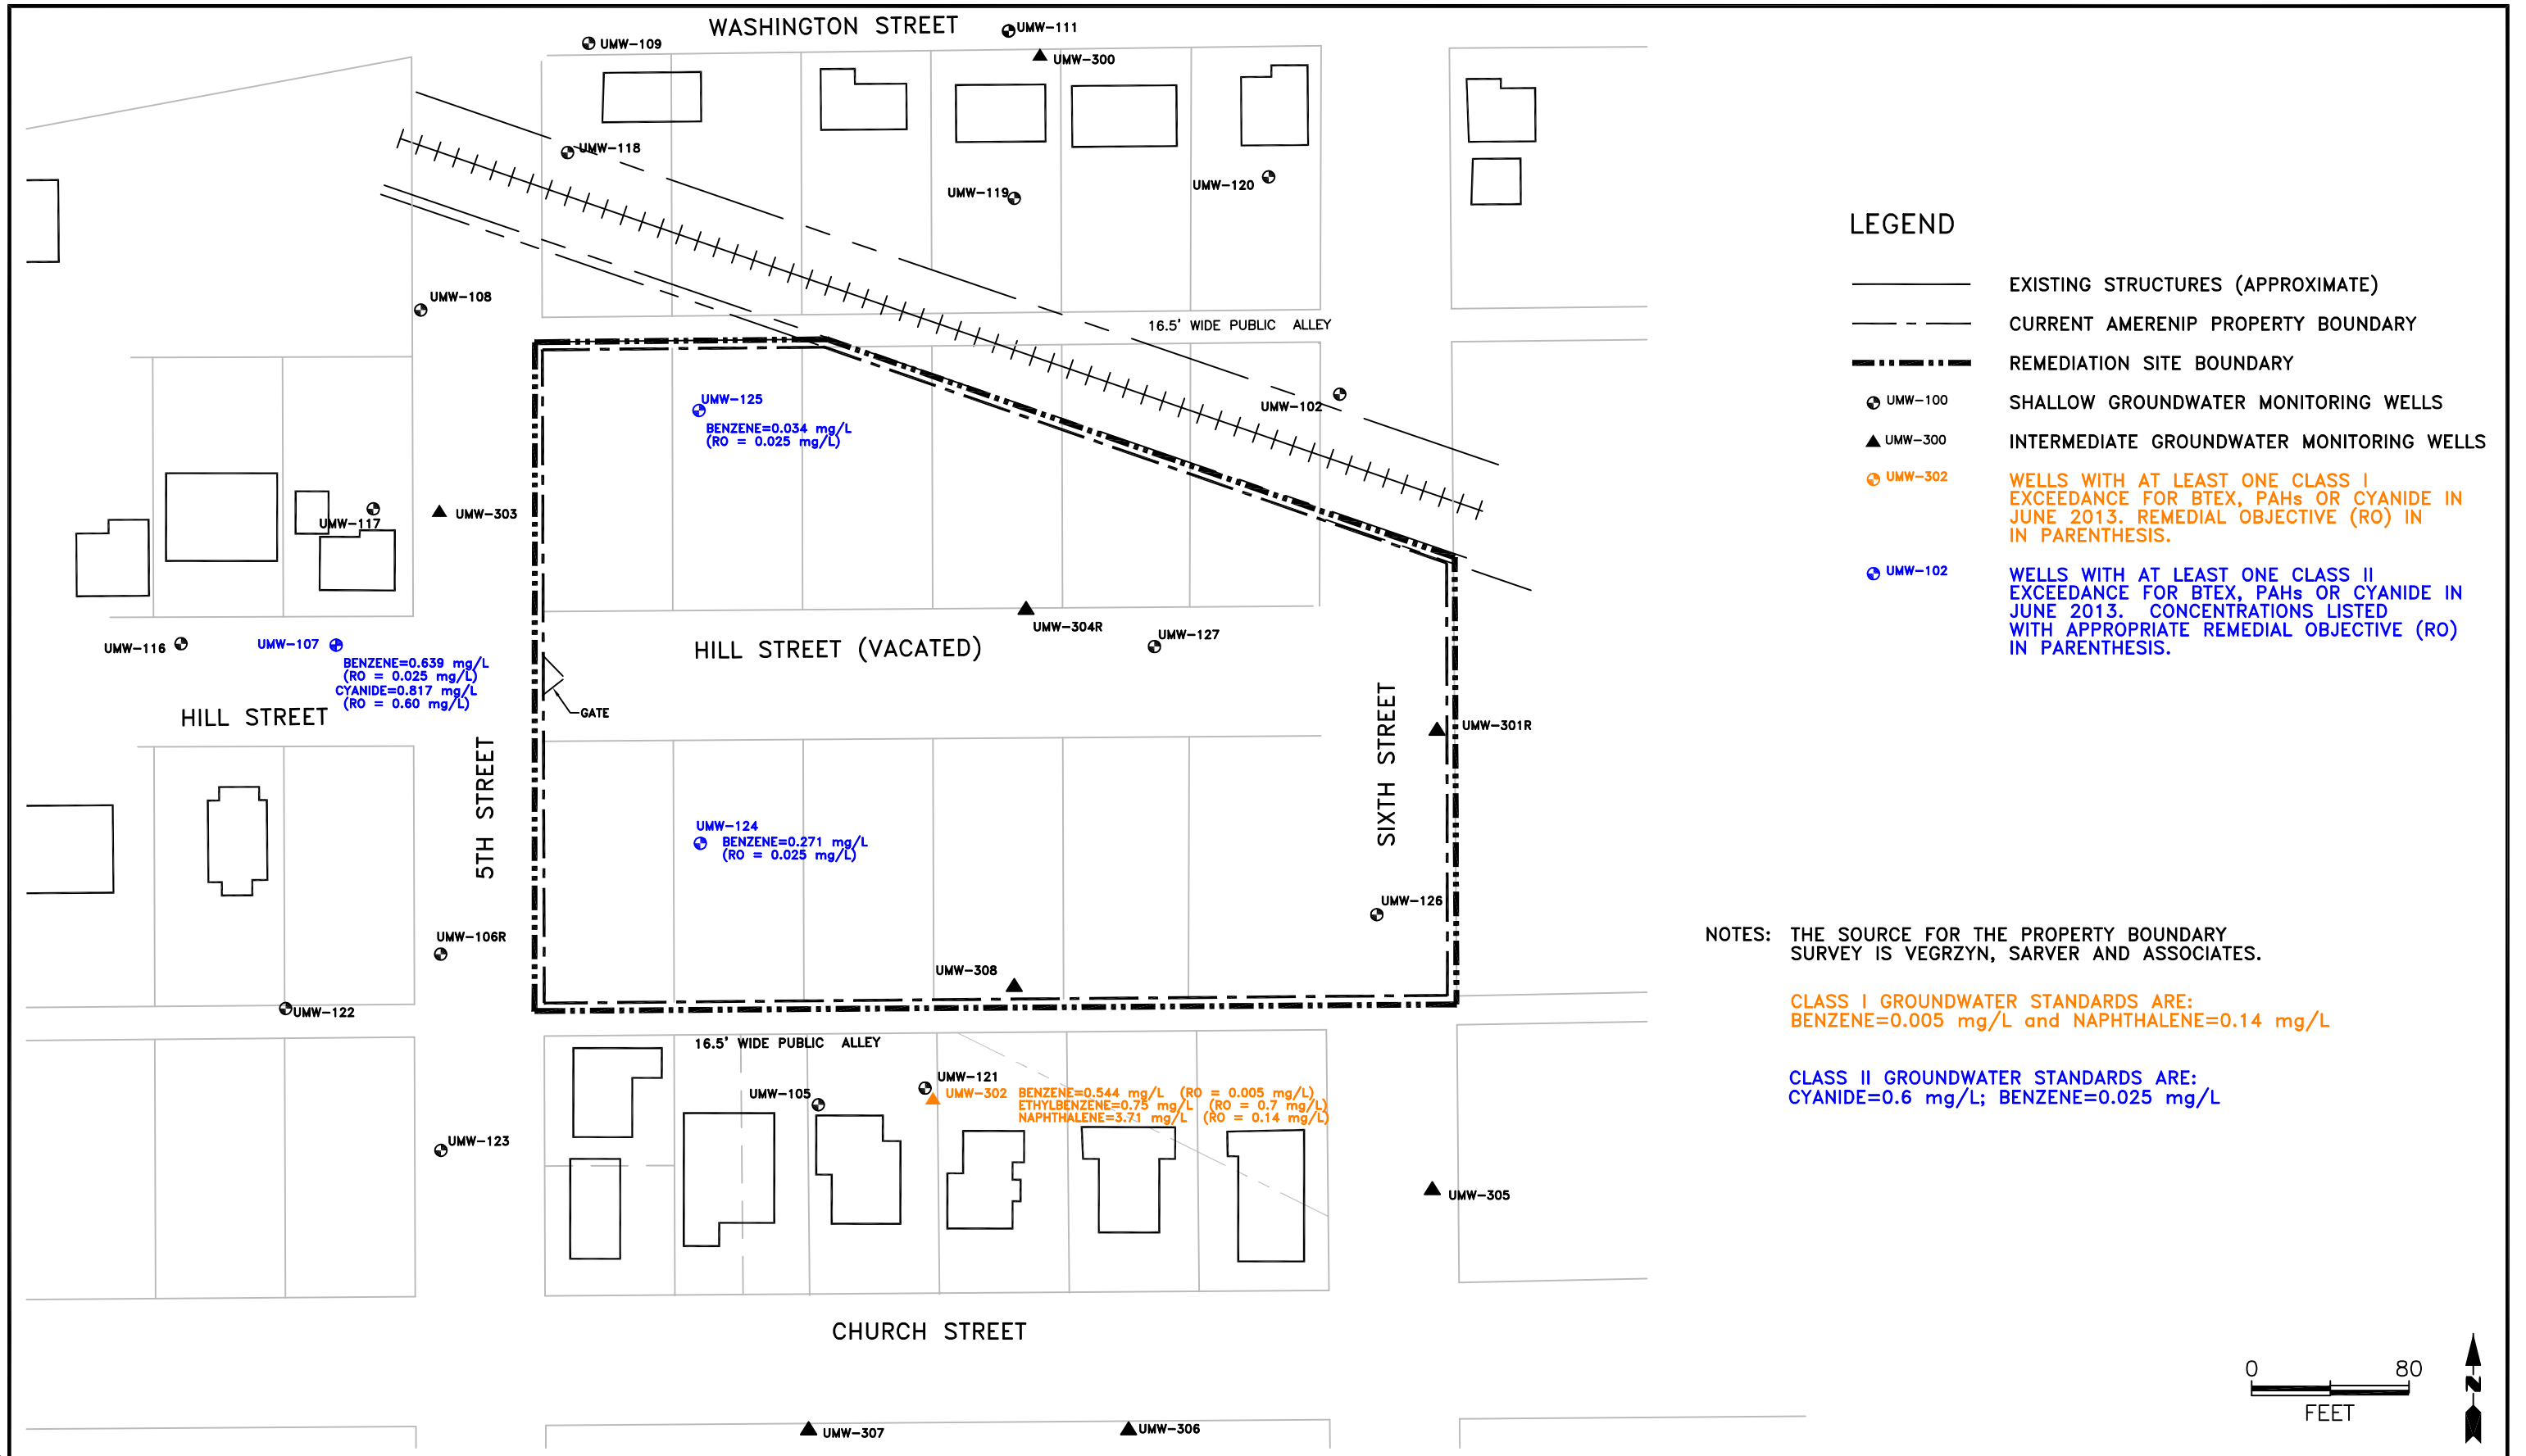 WASHINGTON STREET
UMW-109
UMW-111
UMW-300
UMW-118
UMW-119
UMW-120
UMW-108
16.5' WIDE PUBLIC ALLEY
UMW-102
UMW-125
BENZENE=0.034 mg/L
(RO = 0.025 mg/L)
UMW-117
UMW-303
UMW-116
UMW-107
BENZENE=0.639 mg/L
(RO = 0.025 mg/L)
CYANIDE=0.817 mg/L
(RO = 0.60 mg/L)
HILL STREET
UMW-304R
UMW-127
HILL STREET (VACATED)
GATE
5TH STREET
SIXTH STREET
UMW-301R
UMW-124
BENZENE=0.271 mg/L
(RO = 0.025 mg/L)
UMW-126
UMW-106R
UMW-308
UMW-122
16.5' WIDE PUBLIC ALLEY
UMW-105
UMW-121
UMW-302
BENZENE=0.544 mg/L (RO = 0.005 mg/L)
ETHYLBENZENE=0.75 mg/L (RO = 0.7 mg/L)
NAPHTHALENE=3.71 mg/L (RO = 0.14 mg/L)
UMW-123
UMW-305
CHURCH STREET
UMW-307
UMW-306
LEGEND
EXISTING STRUCTURES (APPROXIMATE)
CURRENT AMERENIP PROPERTY BOUNDARY
REMEDIATION SITE BOUNDARY
UMW-100 SHALLOW GROUNDWATER MONITORING WELLS
UMW-300 INTERMEDIATE GROUNDWATER MONITORING WELLS
UMW-302 WELLS WITH AT LEAST ONE CLASS I
EXCEEDANCE FOR BTEX, PAHs OR CYANIDE IN
JUNE 2013. REMEDIAL OBJECTIVE (RO) IN
IN PARENTHESIS.
UMW-102 WELLS WITH AT LEAST ONE CLASS II
EXCEEDANCE FOR BTEX, PAHs OR CYANIDE IN
JUNE 2013. CONCENTRATIONS LISTED
WITH APPROPRIATE REMEDIAL OBJECTIVE (RO)
IN PARENTHESIS.
NOTES: THE SOURCE FOR THE PROPERTY BOUNDARY
SURVEY IS VEGRZYN, SARVER AND ASSOCIATES.
CLASS I GROUNDWATER STANDARDS ARE:
BENZENE=0.005 mg/L and NAPHTHALENE=0.14 mg/L
CLASS II GROUNDWATER STANDARDS ARE:
CYANIDE=0.6 mg/L; BENZENE=0.025 mg/L
0 80
FEET
N